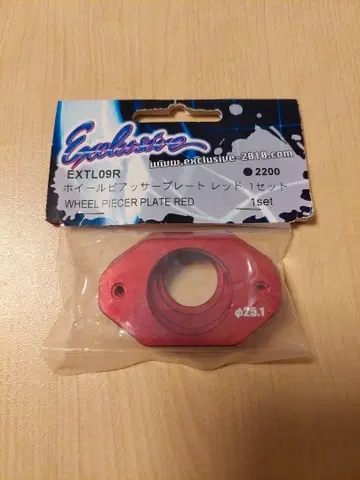 Exclusive
www.exclusive-2010.com
EXTL09R ●2200
ホイールピアッサープレート レッド 1セット
WHEEL PIECER PLATE RED 1set
φ25.1